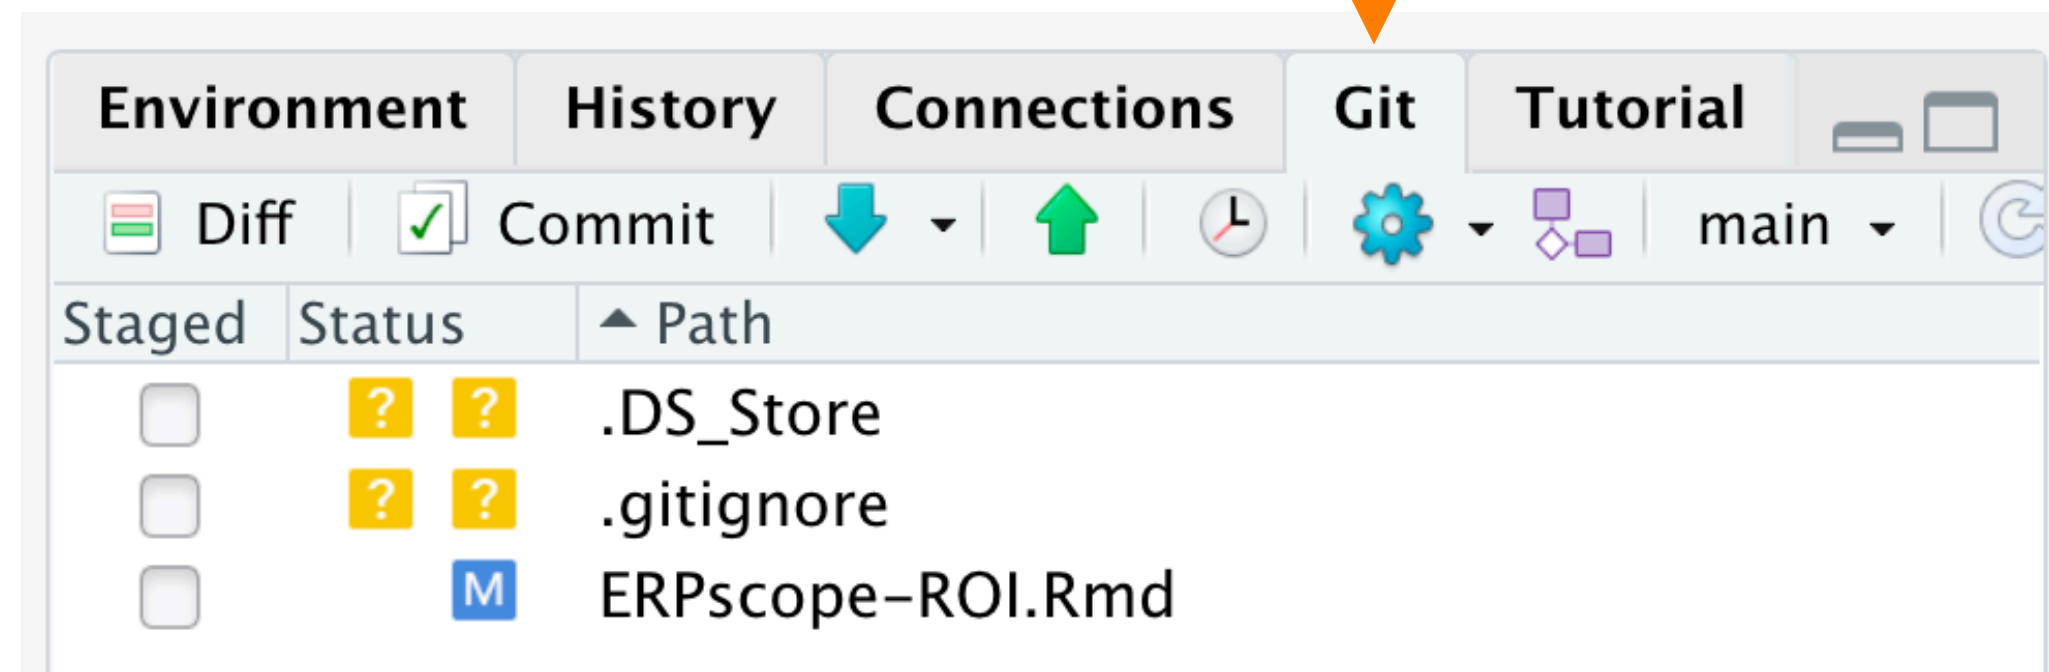 Environment History Connections Git Tutorial
Diff Commit main
Staged Status Path
? ? .DS_Store
? ? .gitignore
M ERPscope-ROI.Rmd